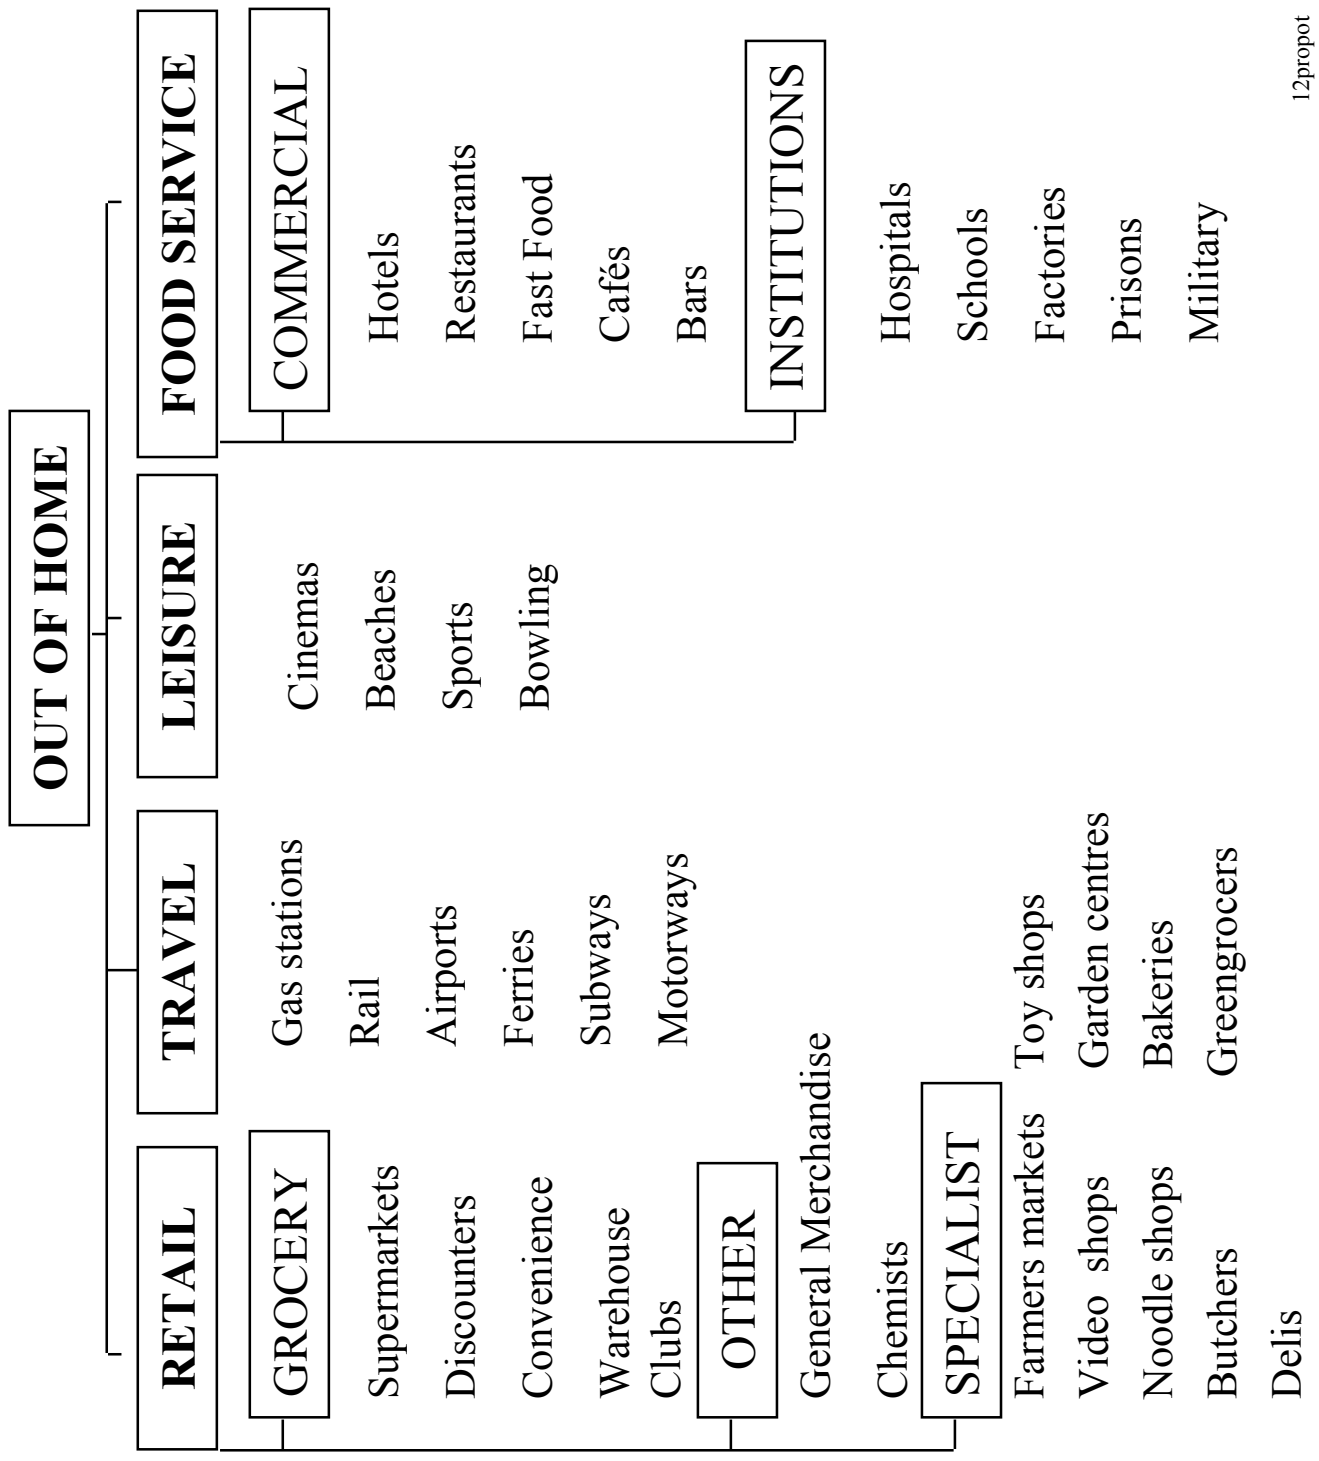 OUT OF HOME
RETAIL
GROCERY
Supermarkets
Discounters
Convenience
Warehouse
Clubs
OTHER
General Merchandise
Chemists
SPECIALIST
Farmers markets
Video shops
Noodle shops
Butchers
Delis
Toy shops
Garden centres
Bakeries
Greengrocers
TRAVEL
Gas stations
Rail
Airports
Ferries
Subways
Motorways
LEISURE
Cinemas
Beaches
Sports
Bowling
FOOD SERVICE
COMMERCIAL
Hotels
Restaurants
Fast Food
Cafés
Bars
INSTITUTIONS
Hospitals
Schools
Factories
Prisons
Military
12propot